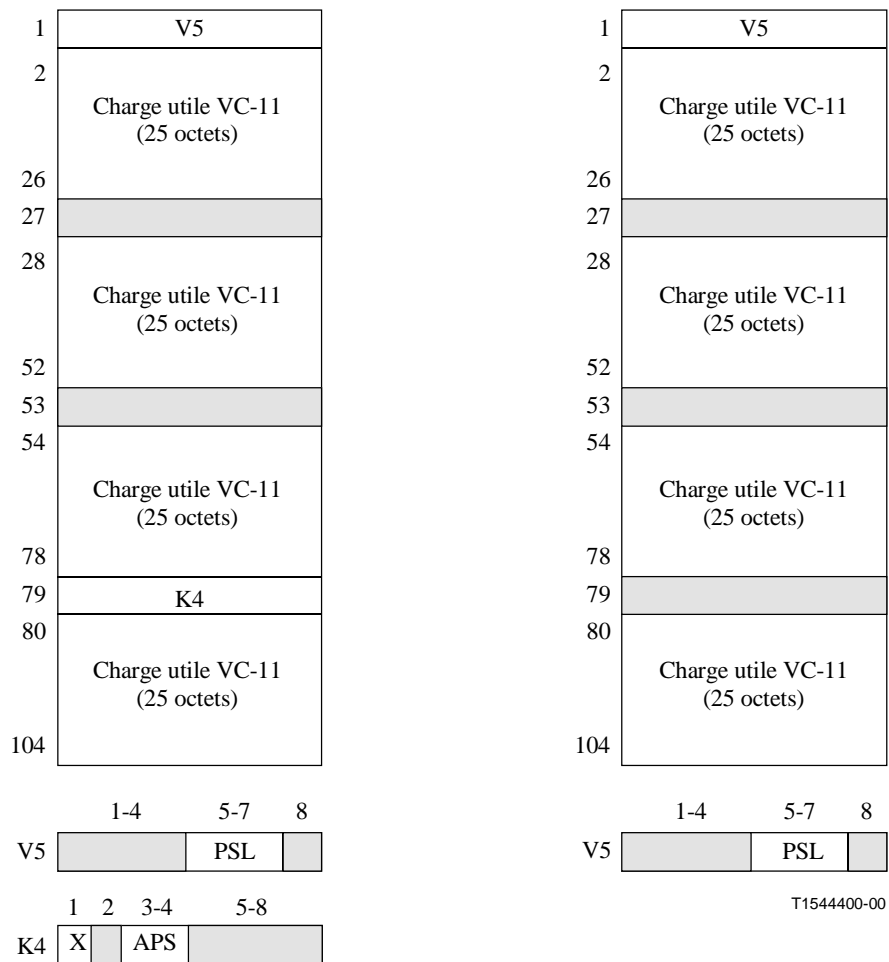 1 V5
2
Charge utile VC-11
(25 octets)
26
27
28
Charge utile VC-11
(25 octets)
52
53
54
Charge utile VC-11
(25 octets)
78
79 K4
80
Charge utile VC-11
(25 octets)
104
1-4 5-7 8
V5 PSL
1 2 3-4 5-8
K4 X APS
1 V5
2
Charge utile VC-11
(25 octets)
26
27
28
Charge utile VC-11
(25 octets)
52
53
54
Charge utile VC-11
(25 octets)
78
79
80
Charge utile VC-11
(25 octets)
104
1-4 5-7 8
V5 PSL
T1544400-00